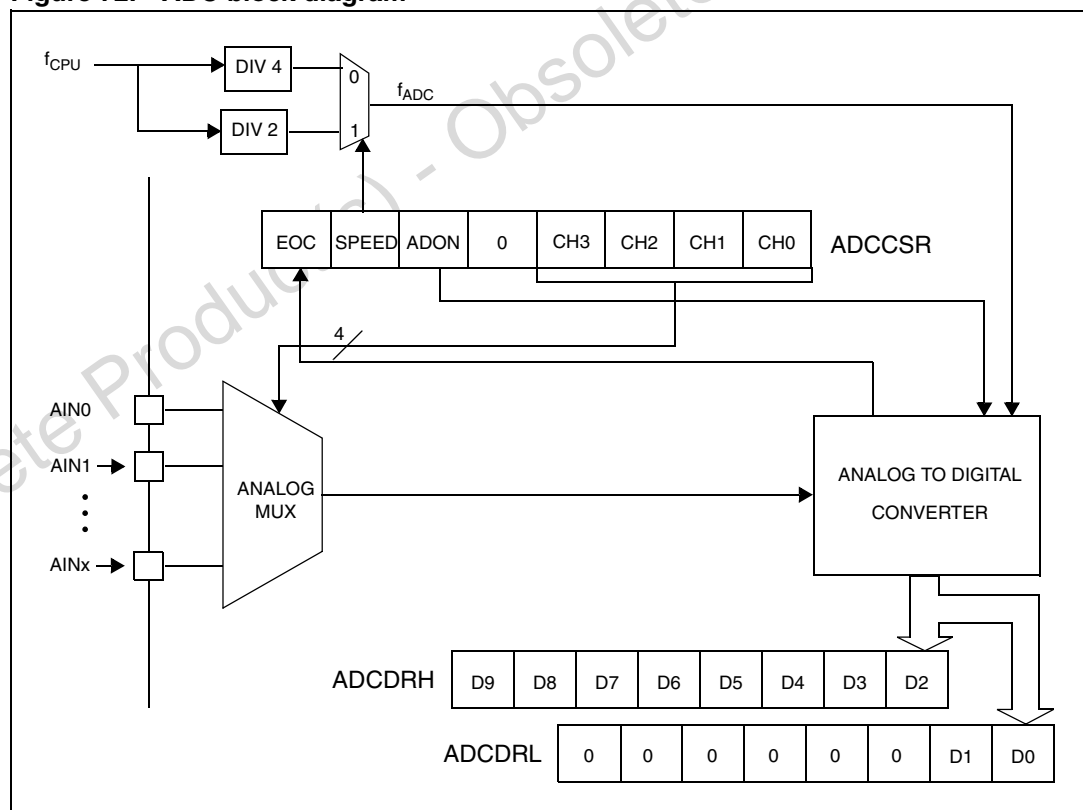 Figure 72. ADC block diagram
fCPU
DIV 4
0
fADC
DIV 2
1
EOC SPEED ADON 0 CH3 CH2 CH1 CH0 ADCCSR
4
AIN0
AIN1
ANALOG
MUX
ANALOG TO DIGITAL
CONVERTER
AINx
ADCDRH D9 D8 D7 D6 D5 D4 D3 D2
ADCDRL 0 0 0 0 0 0 D1 D0
ete Product(s) - Obsolete